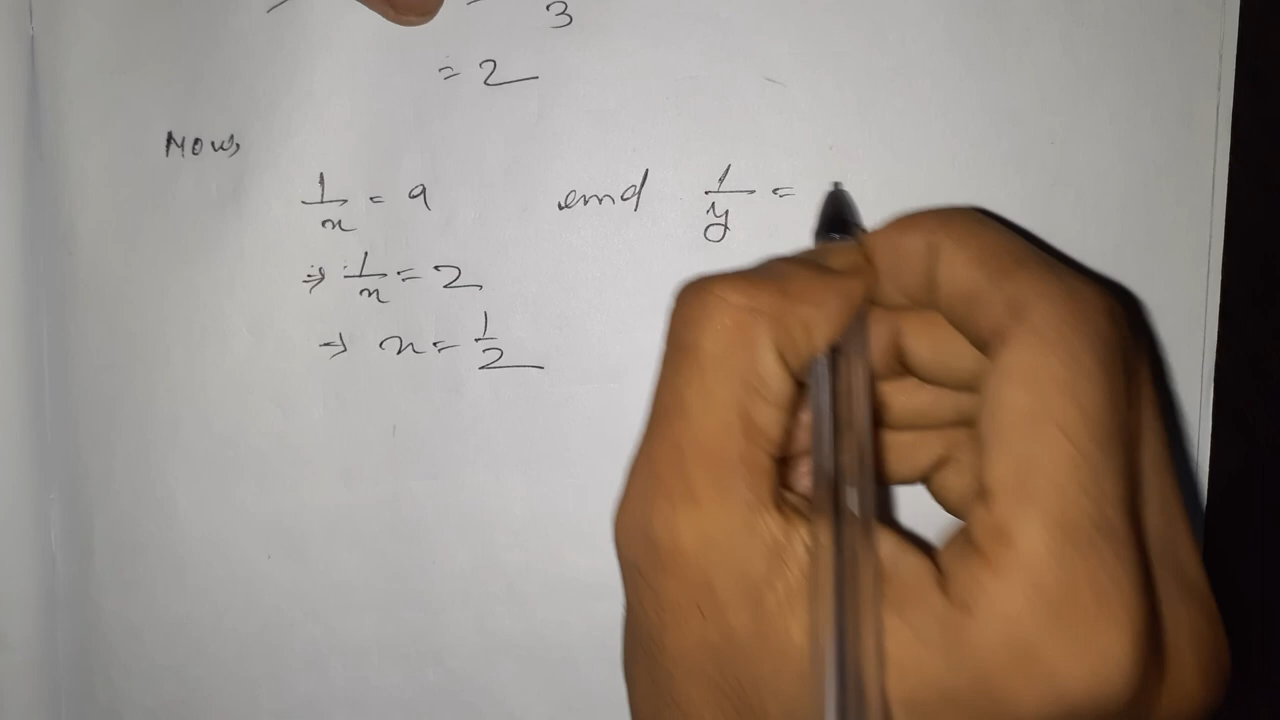 3
= 2
Now,
1/x = a and 1/y =
⇒ 1/x = 2
⇒ x = 1/2